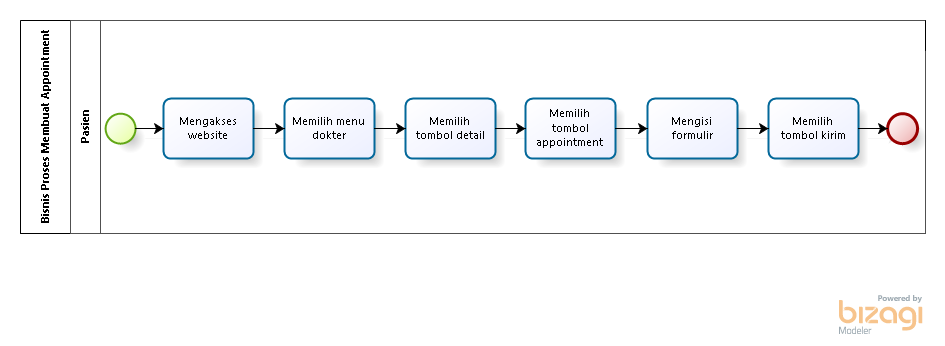 Bisnis Proses Membuat Appointment
Pasien
Mengakses
website
Memilih menu
dokter
Memilih
tombol detail
Memilih
tombol
appointment
Mengisi
formulir
Memilih
tombol kirim
Powered by
bizagi
Modeler